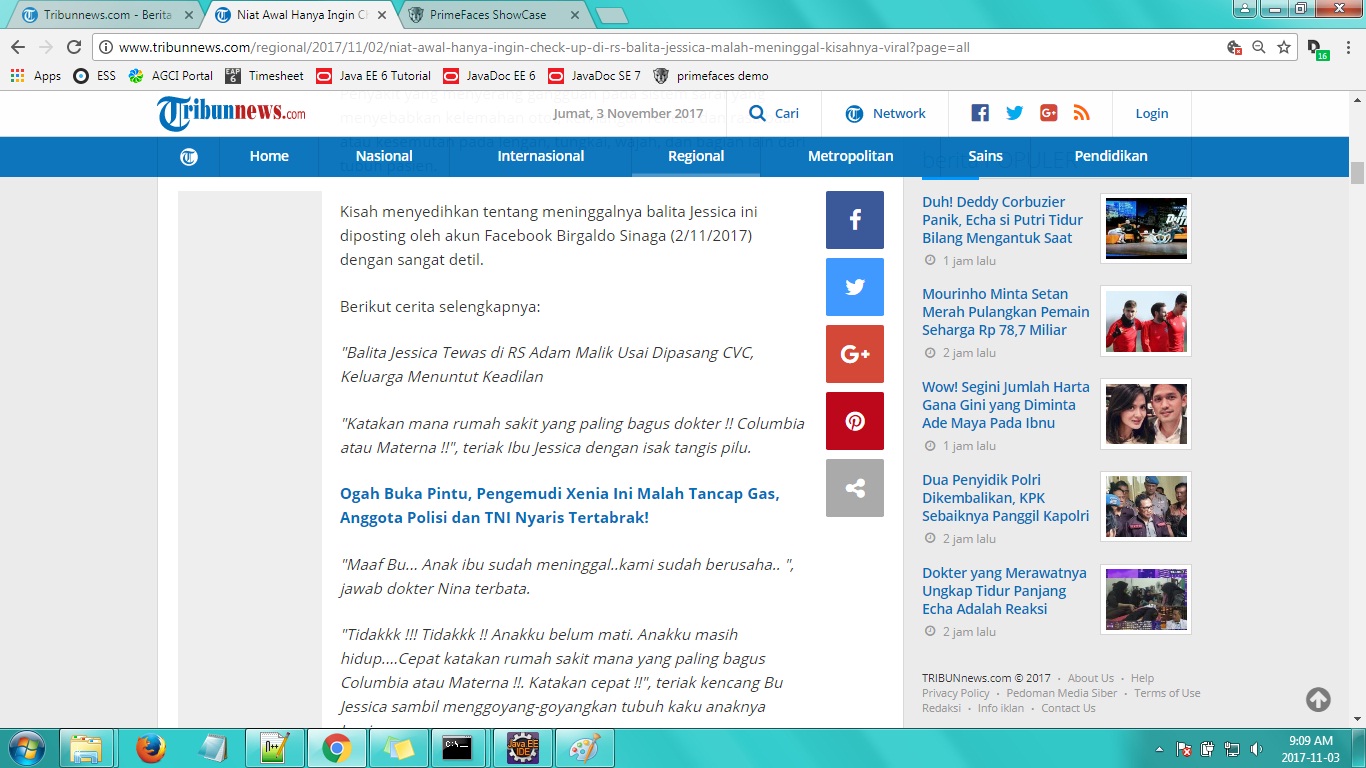 Tribunnews.com - Berita
Niat Awal Hanya Ingin Ch
PrimeFaces ShowCase
www.tribunnews.com/regional/2017/11/02/niat-awal-hanya-ingin-check-up-di-rs-balita-jessica-malah-meninggal-kisahnya-viral?page=all
16
Apps
ESS
AGCI Portal
EAP 6
Timesheet
Java EE 6 Tutorial
JavaDoc EE 6
JavaDoc SE 7
primefaces demo
Tribunnews.com
Jumat, 3 November 2017
Cari
Network
Login
Home
Nasional
Internasional
Regional
Metropolitan
Sains
Pendidikan
Kisah menyedihkan tentang meninggalnya balita Jessica ini
diposting oleh akun Facebook Birgaldo Sinaga (2/11/2017)
dengan sangat detil.
Berikut cerita selengkapnya:
"Balita Jessica Tewas di RS Adam Malik Usai Dipasang CVC,
Keluarga Menuntut Keadilan
"Katakan mana rumah sakit yang paling bagus dokter !! Columbia
atau Materna !!", teriak Ibu Jessica dengan isak tangis pilu.
Ogah Buka Pintu, Pengemudi Xenia Ini Malah Tancap Gas,
Anggota Polisi dan TNI Nyaris Tertabrak!
"Maaf Bu... Anak ibu sudah meninggal..kami sudah berusaha.. ",
jawab dokter Nina terbata.
"Tidakkk !!! Tidakkk !! Anakku belum mati. Anakku masih
hidup....Cepat katakan rumah sakit mana yang paling bagus
Columbia atau Materna !!. Katakan cepat !!", teriak kencang Bu
Jessica sambil menggoyang-goyangkan tubuh kaku anaknya
Duh! Deddy Corbuzier
Panik, Echa si Putri Tidur
Bilang Mengantuk Saat
1 jam lalu
Mourinho Minta Setan
Merah Pulangkan Pemain
Seharga Rp 78,7 Miliar
2 jam lalu
Wow! Segini Jumlah Harta
Gana Gini yang Diminta
Ade Maya Pada Ibnu
1 jam lalu
Dua Penyidik Polri
Dikembalikan, KPK
Sebaiknya Panggil Kapolri
2 jam lalu
Dokter yang Merawatnya
Ungkap Tidur Panjang
Echa Adalah Reaksi
2 jam lalu
TRIBUNnews.com © 2017 • About Us • Help
Privacy Policy • Pedoman Media Siber • Terms of Use
Redaksi • Info iklan • Contact Us
Java EE
IDE
9:09 AM
2017-11-03